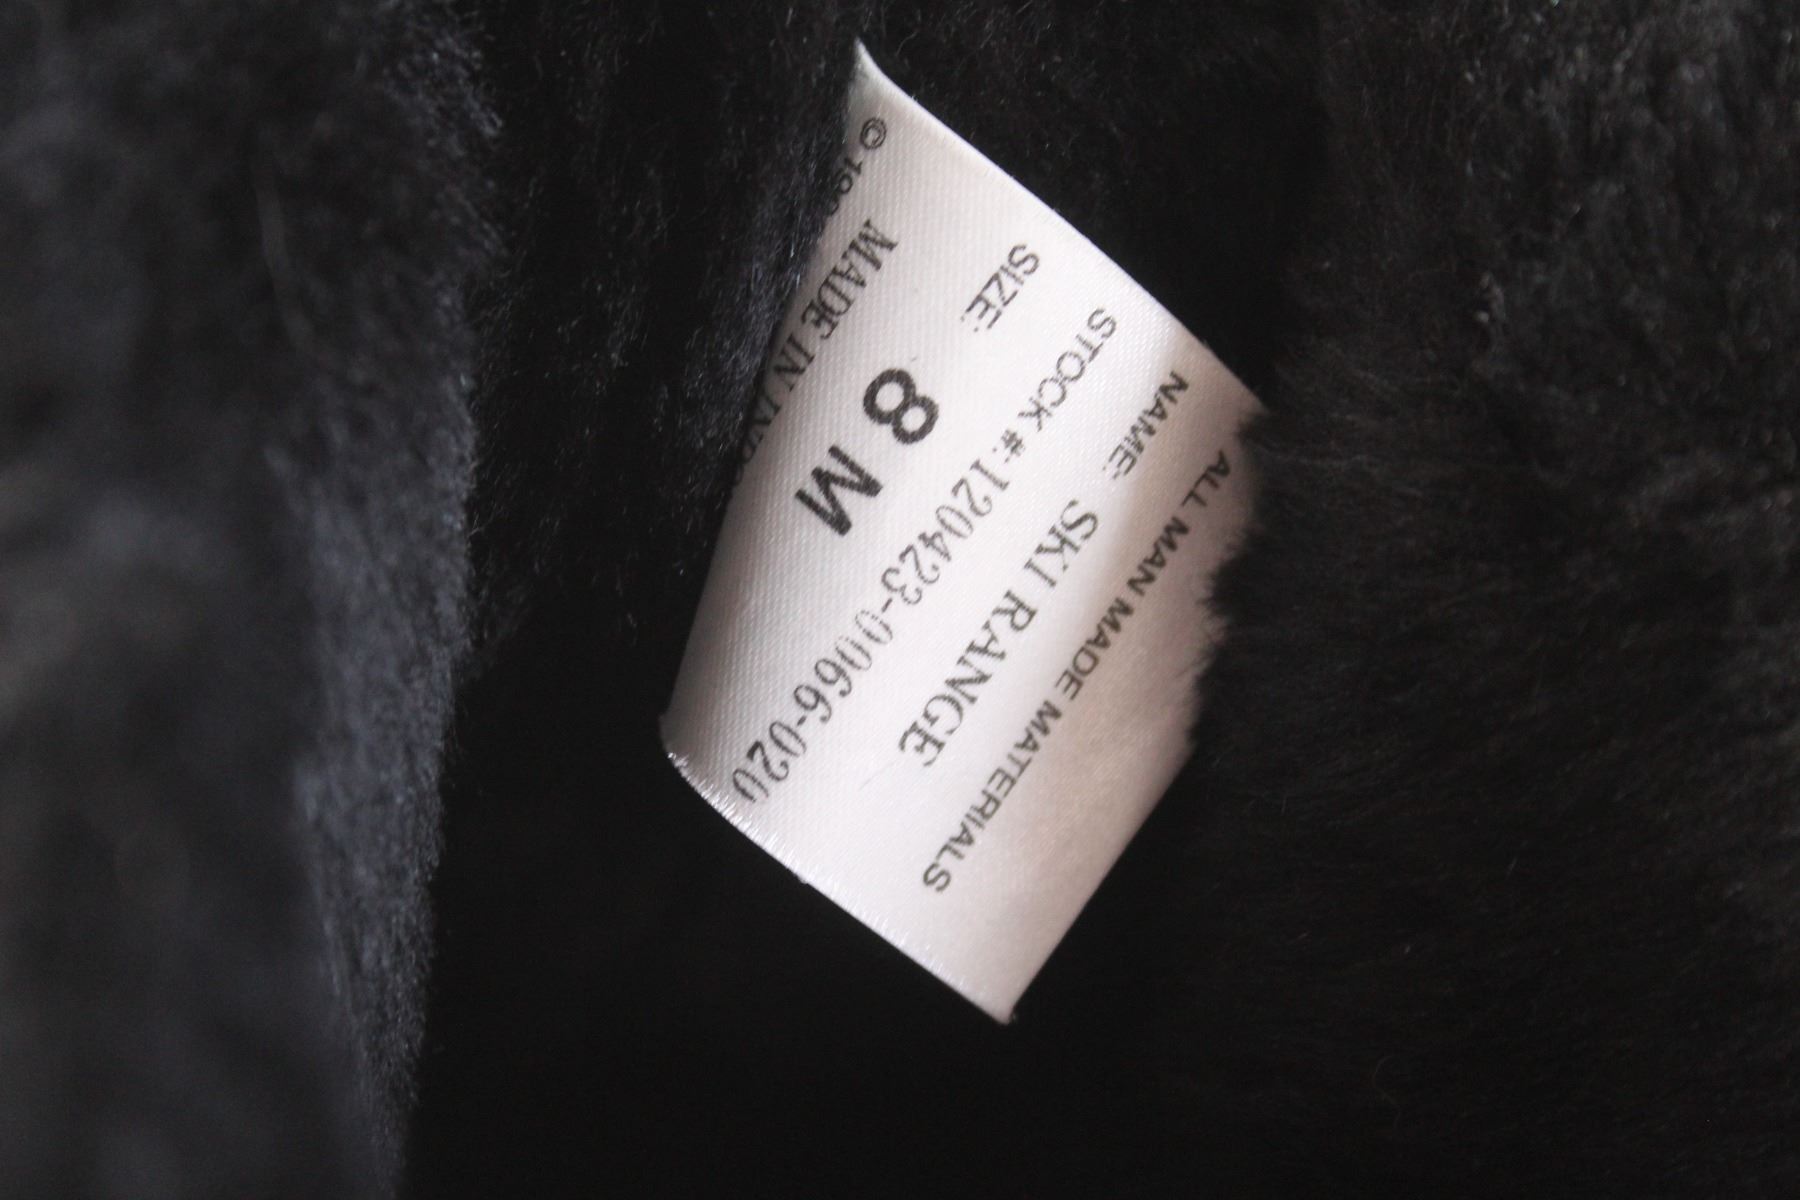 ALL MAN MADE MATERIALS
NAME: SKI RANGE
STOCK #: 120423-0066-020
SIZE: 8 M
MADE IN
©